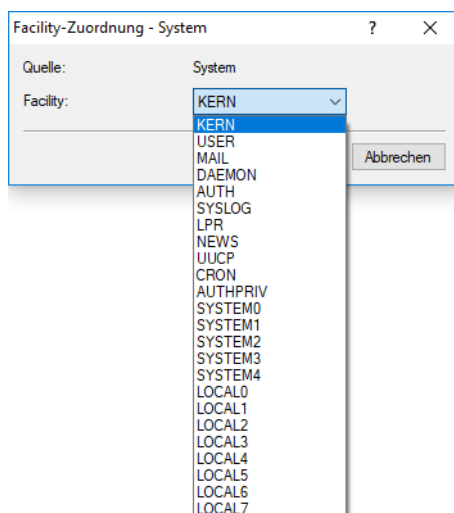 Facility-Zuordnung - System
Quelle: System
Facility: KERN
KERN
USER
MAIL
DAEMON
Abbrechen
AUTH
SYSLOG
LPR
NEWS
UUCP
CRON
AUTHPRIV
SYSTEM0
SYSTEM1
SYSTEM2
SYSTEM3
SYSTEM4
LOCAL0
LOCAL1
LOCAL2
LOCAL3
LOCAL4
LOCAL5
LOCAL6
LOCAL7